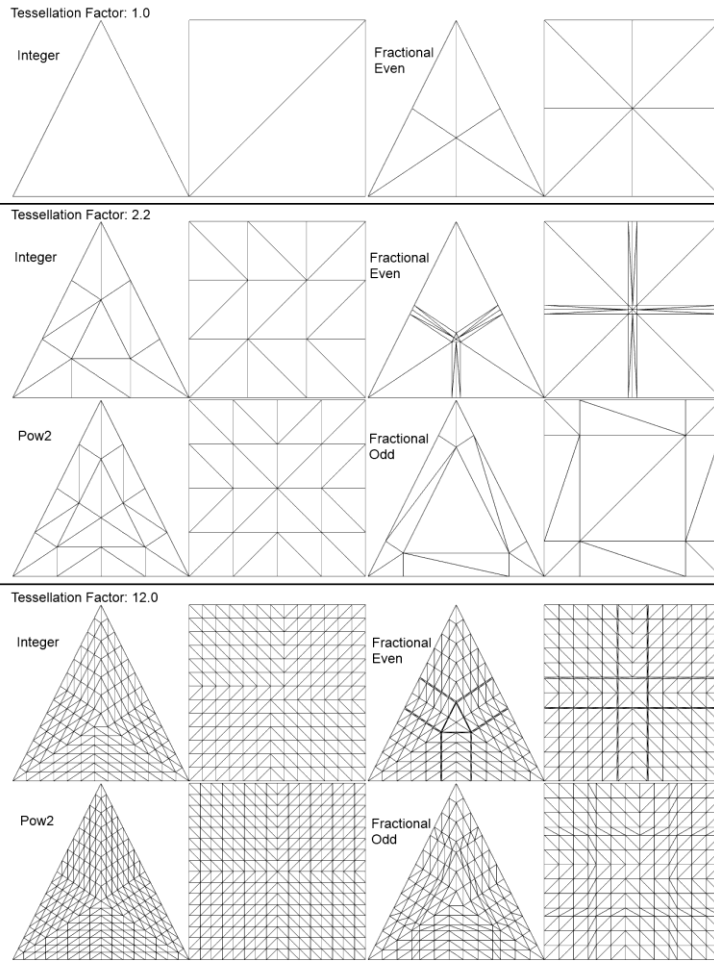 Tessellation Factor: 1.0
Integer
Fractional
Even
Tessellation Factor: 2.2
Integer
Fractional
Even
Pow2
Fractional
Odd
Tessellation Factor: 12.0
Integer
Fractional
Even
Pow2
Fractional
Odd